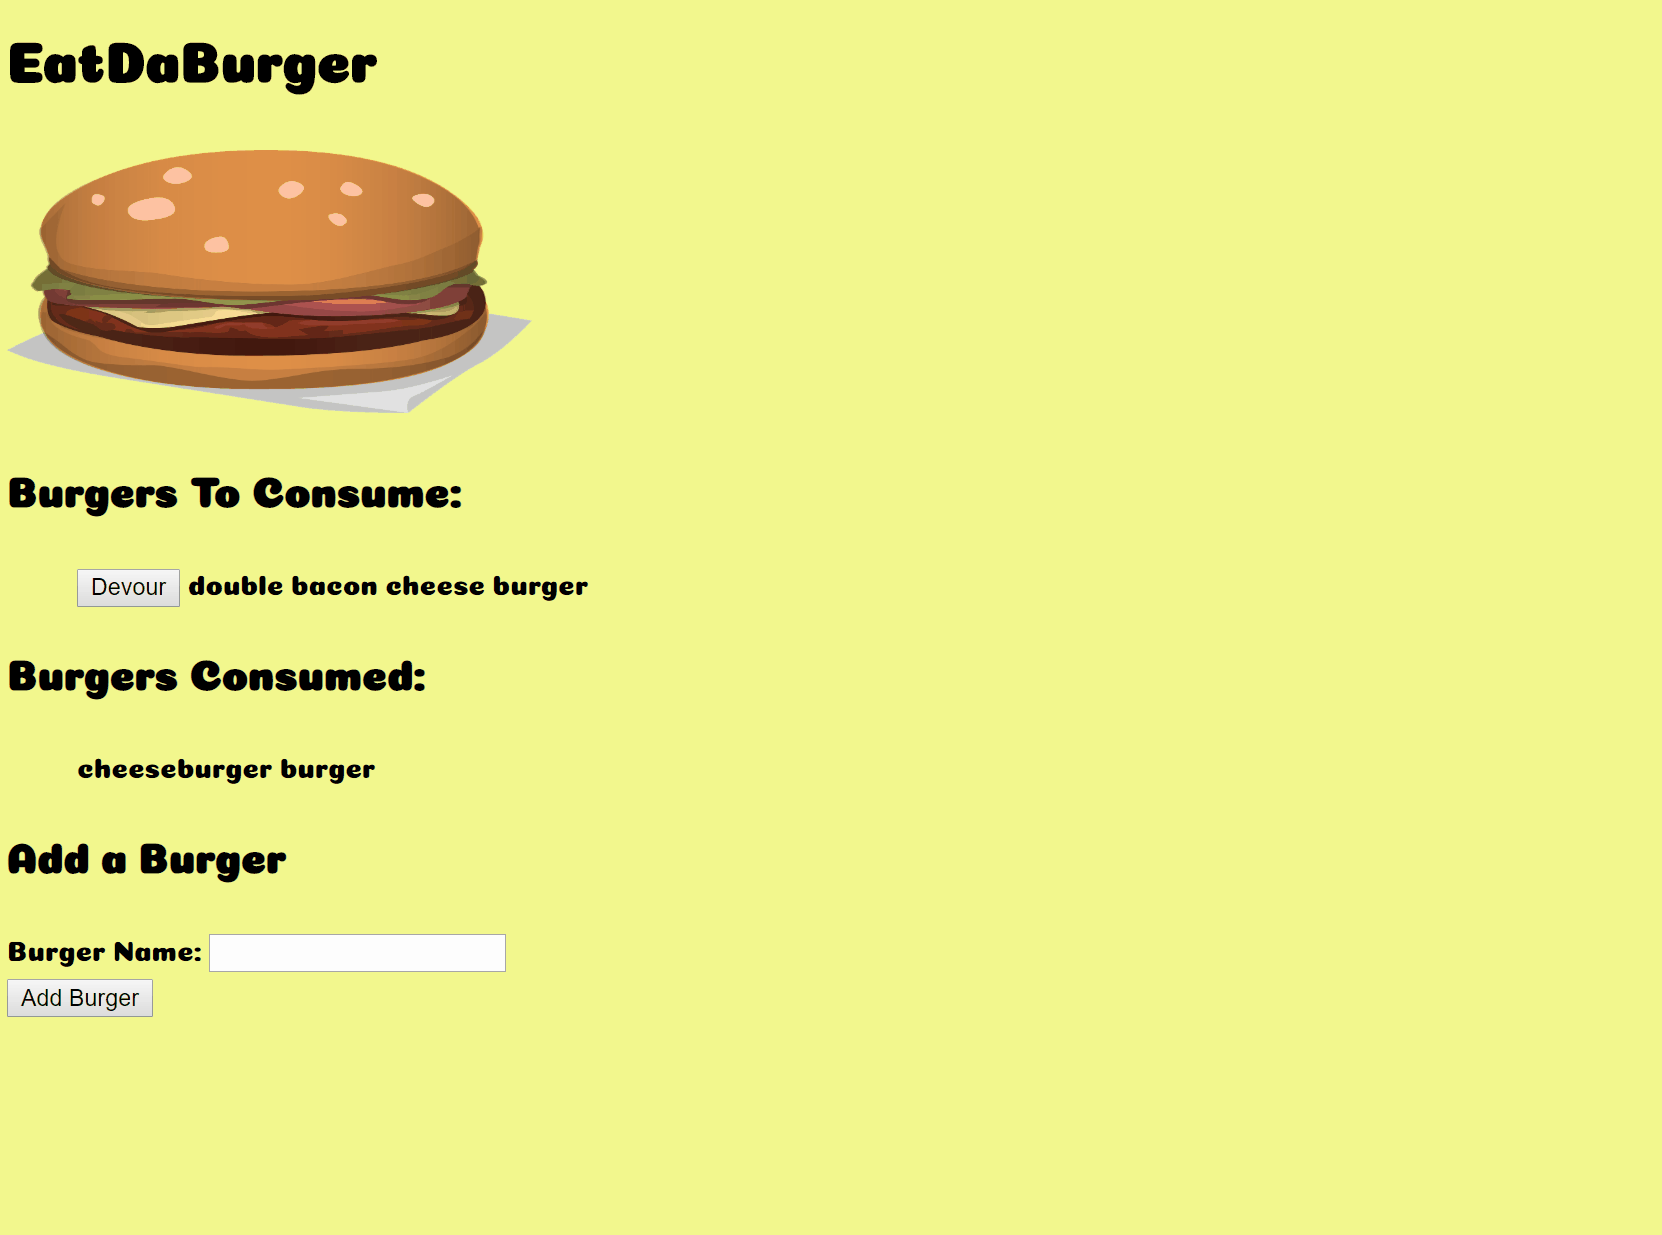 EatDaBurger
Burgers To Consume:
Devour double bacon cheese burger
Burgers Consumed:
cheeseburger burger
Add a Burger
Burger Name:
Add Burger